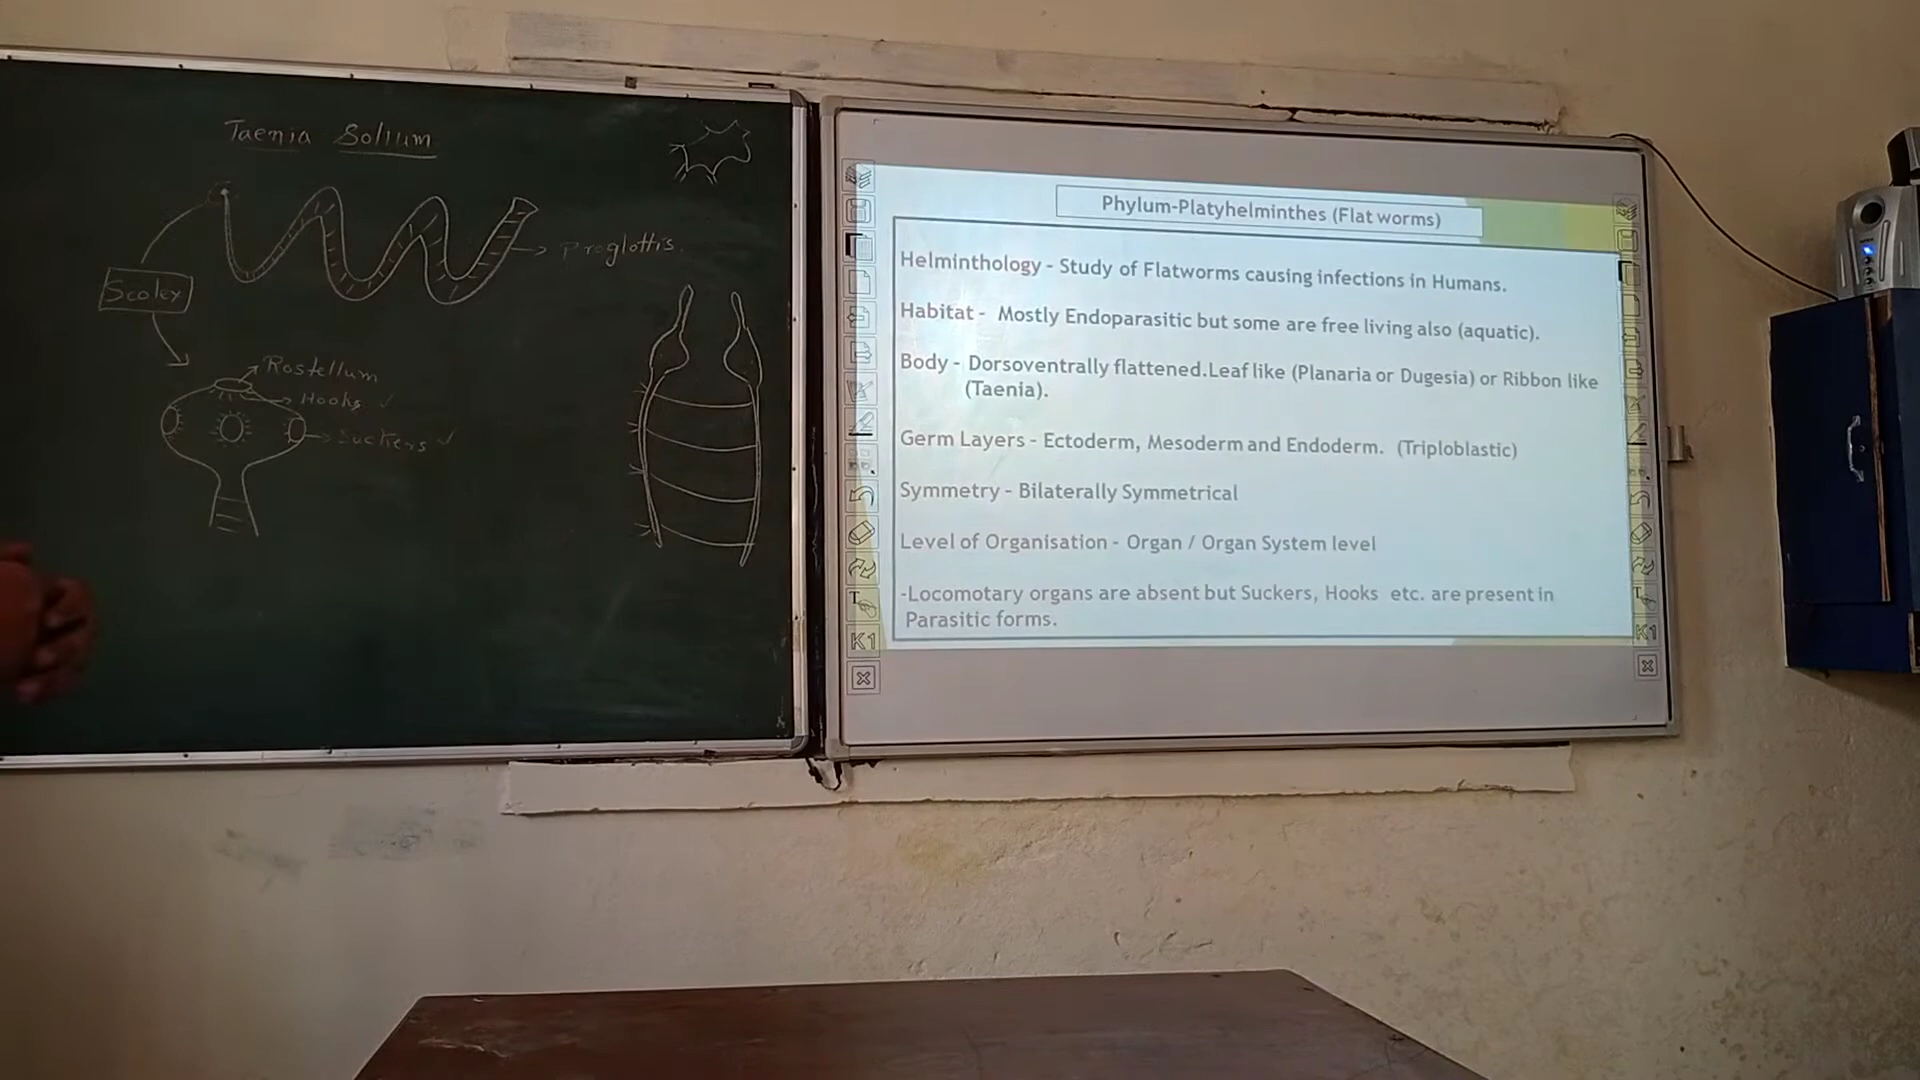 Taenia Solium
Proglottis.
Scolex
Rostellum
Hooks ✓
Suckers ✓
Phylum-Platyhelminthes (Flat worms)
Helminthology - Study of Flatworms causing infections in Humans.
Habitat - Mostly Endoparasitic but some are free living also (aquatic).
Body - Dorsoventrally flattened.Leaf like (Planaria or Dugesia) or Ribbon like
(Taenia).
Germ Layers - Ectoderm, Mesoderm and Endoderm. (Triploblastic)
Symmetry - Bilaterally Symmetrical
Level of Organisation - Organ / Organ System level
-Locomotary organs are absent but Suckers, Hooks etc. are present in
Parasitic forms.
T
K1
T
K1